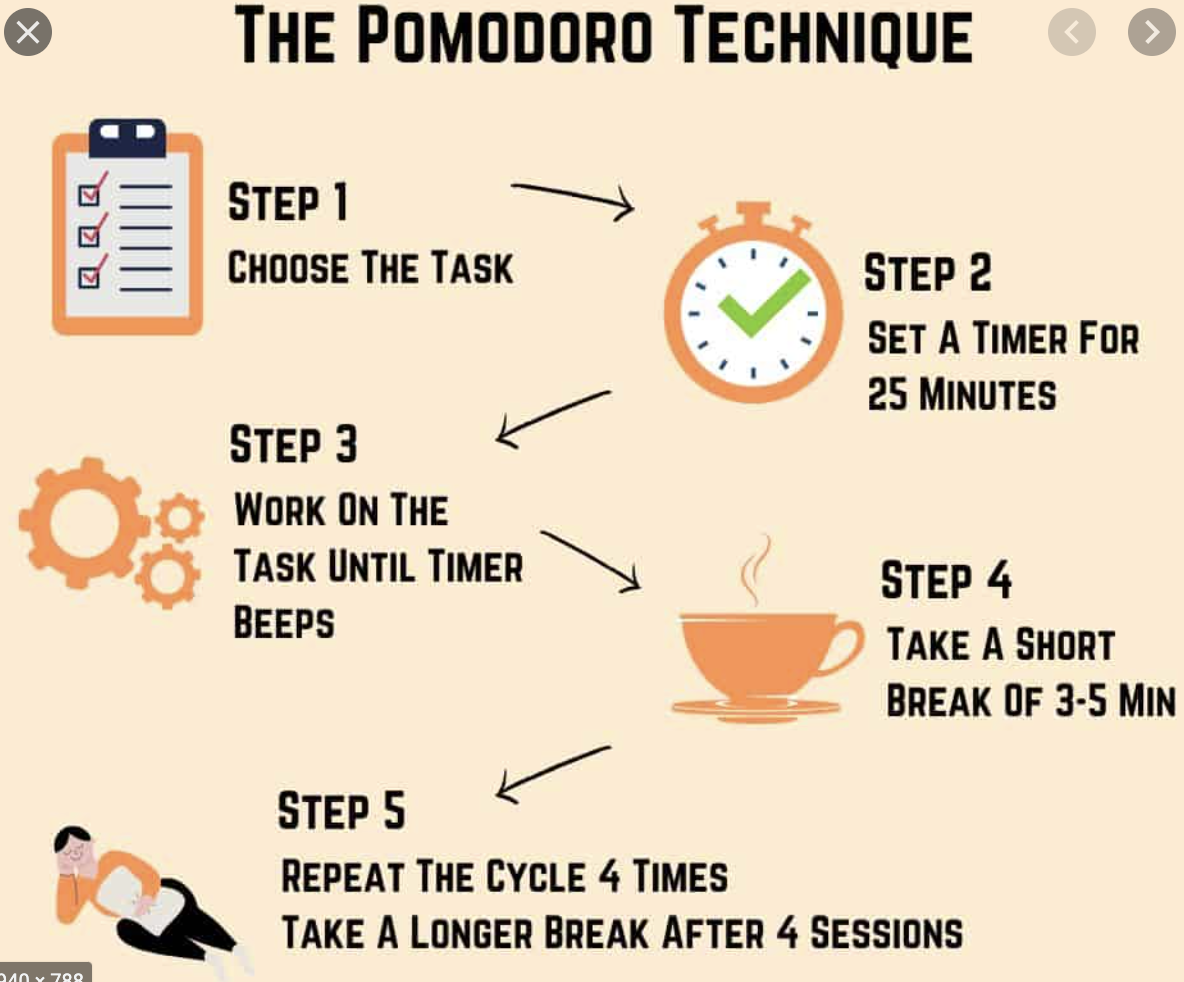 THE POMODORO TECHNIQUE
STEP 1
CHOOSE THE TASK
STEP 2
SET A TIMER FOR
25 MINUTES
STEP 3
WORK ON THE
TASK UNTIL TIMER
BEEPS
STEP 4
TAKE A SHORT
BREAK OF 3-5 MIN
STEP 5
REPEAT THE CYCLE 4 TIMES
TAKE A LONGER BREAK AFTER 4 SESSIONS
940 × 788